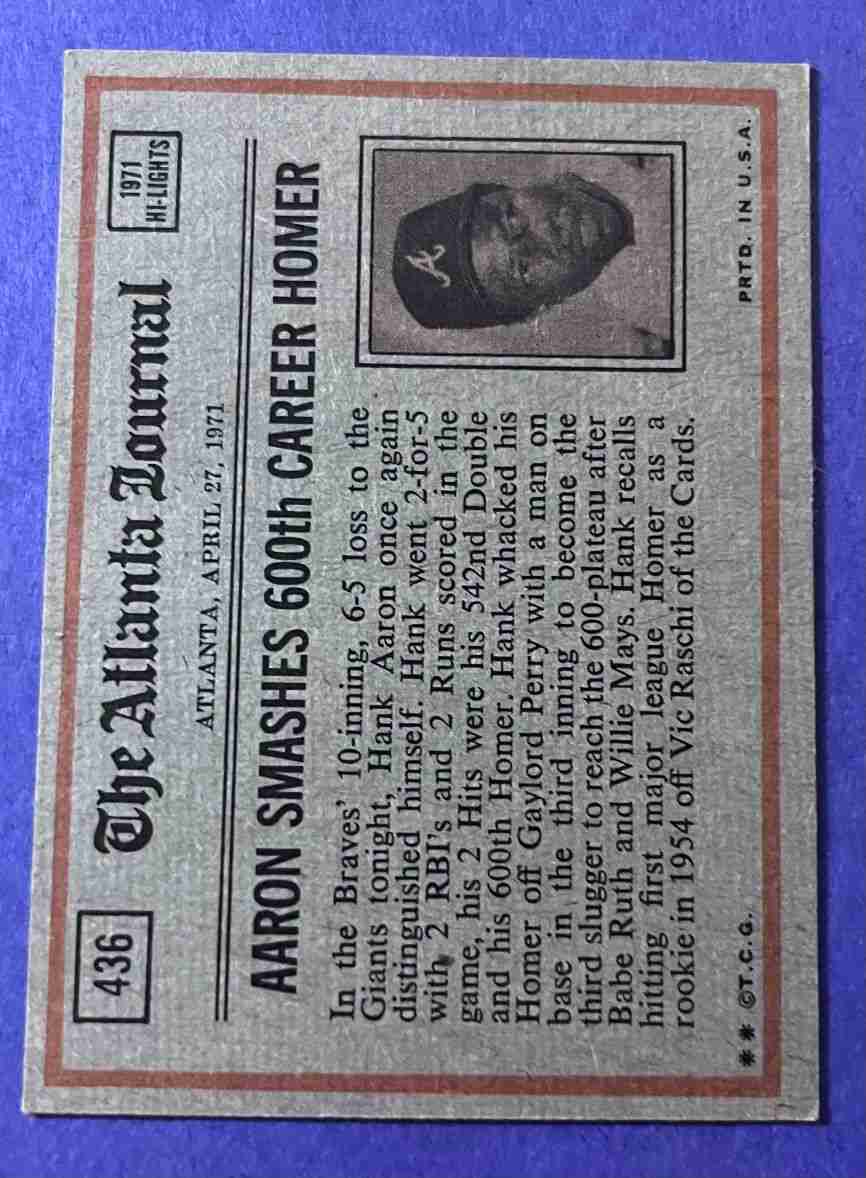 436
The Atlanta Journal
1971
HI-LIGHTS
ATLANTA, APRIL 27, 1971
AARON SMASHES 600th CAREER HOMER
In the Braves' 10-inning, 6-5 loss to the
Giants tonight, Hank Aaron once again
distinguished himself. Hank went 2-for-5
with 2 RBI's and 2 Runs scored in the
game, his 2 Hits were his 542nd Double
and his 600th Homer. Hank whacked his
Homer off Gaylord Perry with a man on
base in the third inning to become the
third slugger to reach the 600-plateau after
Babe Ruth and Willie Mays. Hank recalls
hitting first major league Homer as a
rookie in 1954 off Vic Raschi of the Cards.
A
** ©T.C.G.
PRTD. IN U.S.A.